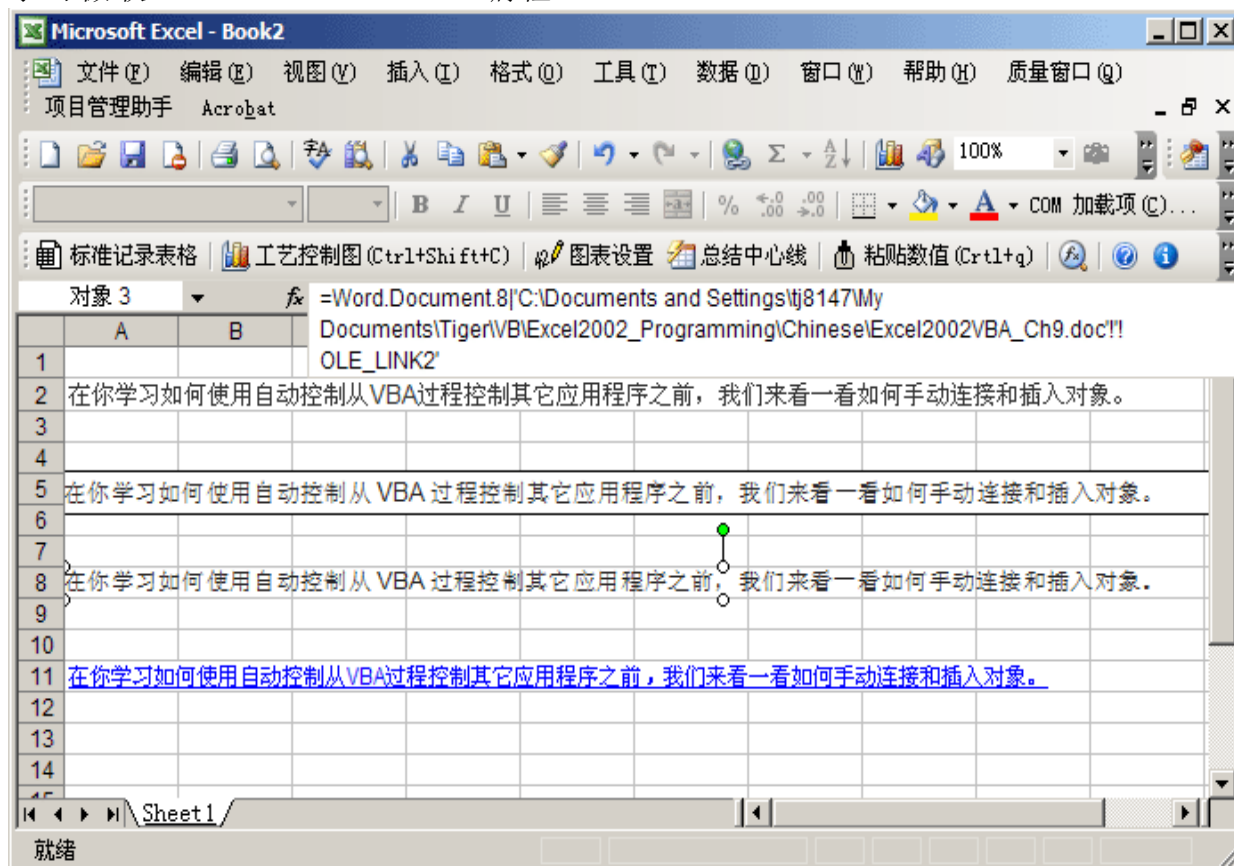 Microsoft Excel - Book2
文件(F) 编辑(E) 视图(V) 插入(I) 格式(O) 工具(T) 数据(D) 窗口(W) 帮助(H) 质量窗口(Q)
项目管理助手 Acrobat
100%
B I U % COM 加载项(C)...
标准记录表格 工艺控制图(Ctrl+Shift+C) 图表设置 总结中心线 粘贴数值(Crtl+q)
对象 3 fx =Word.Document.8|'C:\Documents and Settings\tj8147\My
Documents\Tiger\VB\Excel2002_Programming\Chinese\Excel2002VBA_Ch9.doc'!'!
OLE_LINK2'
A B
1
2 在你学习如何使用自动控制从VBA过程控制其它应用程序之前，我们来看一看如何手动连接和插入对象。
3
4
5 在你学习如何使用自动控制从 VBA 过程控制其它应用程序之前，我们来看一看如何手动连接和插入对象。
6
7
8 在你学习如何使用自动控制从 VBA 过程控制其它应用程序之前，我们来看一看如何手动连接和插入对象。
9
10
11 在你学习如何使用自动控制从VBA过程控制其它应用程序之前，我们来看一看如何手动连接和插入对象。
12
13
14
Sheet1
就绪